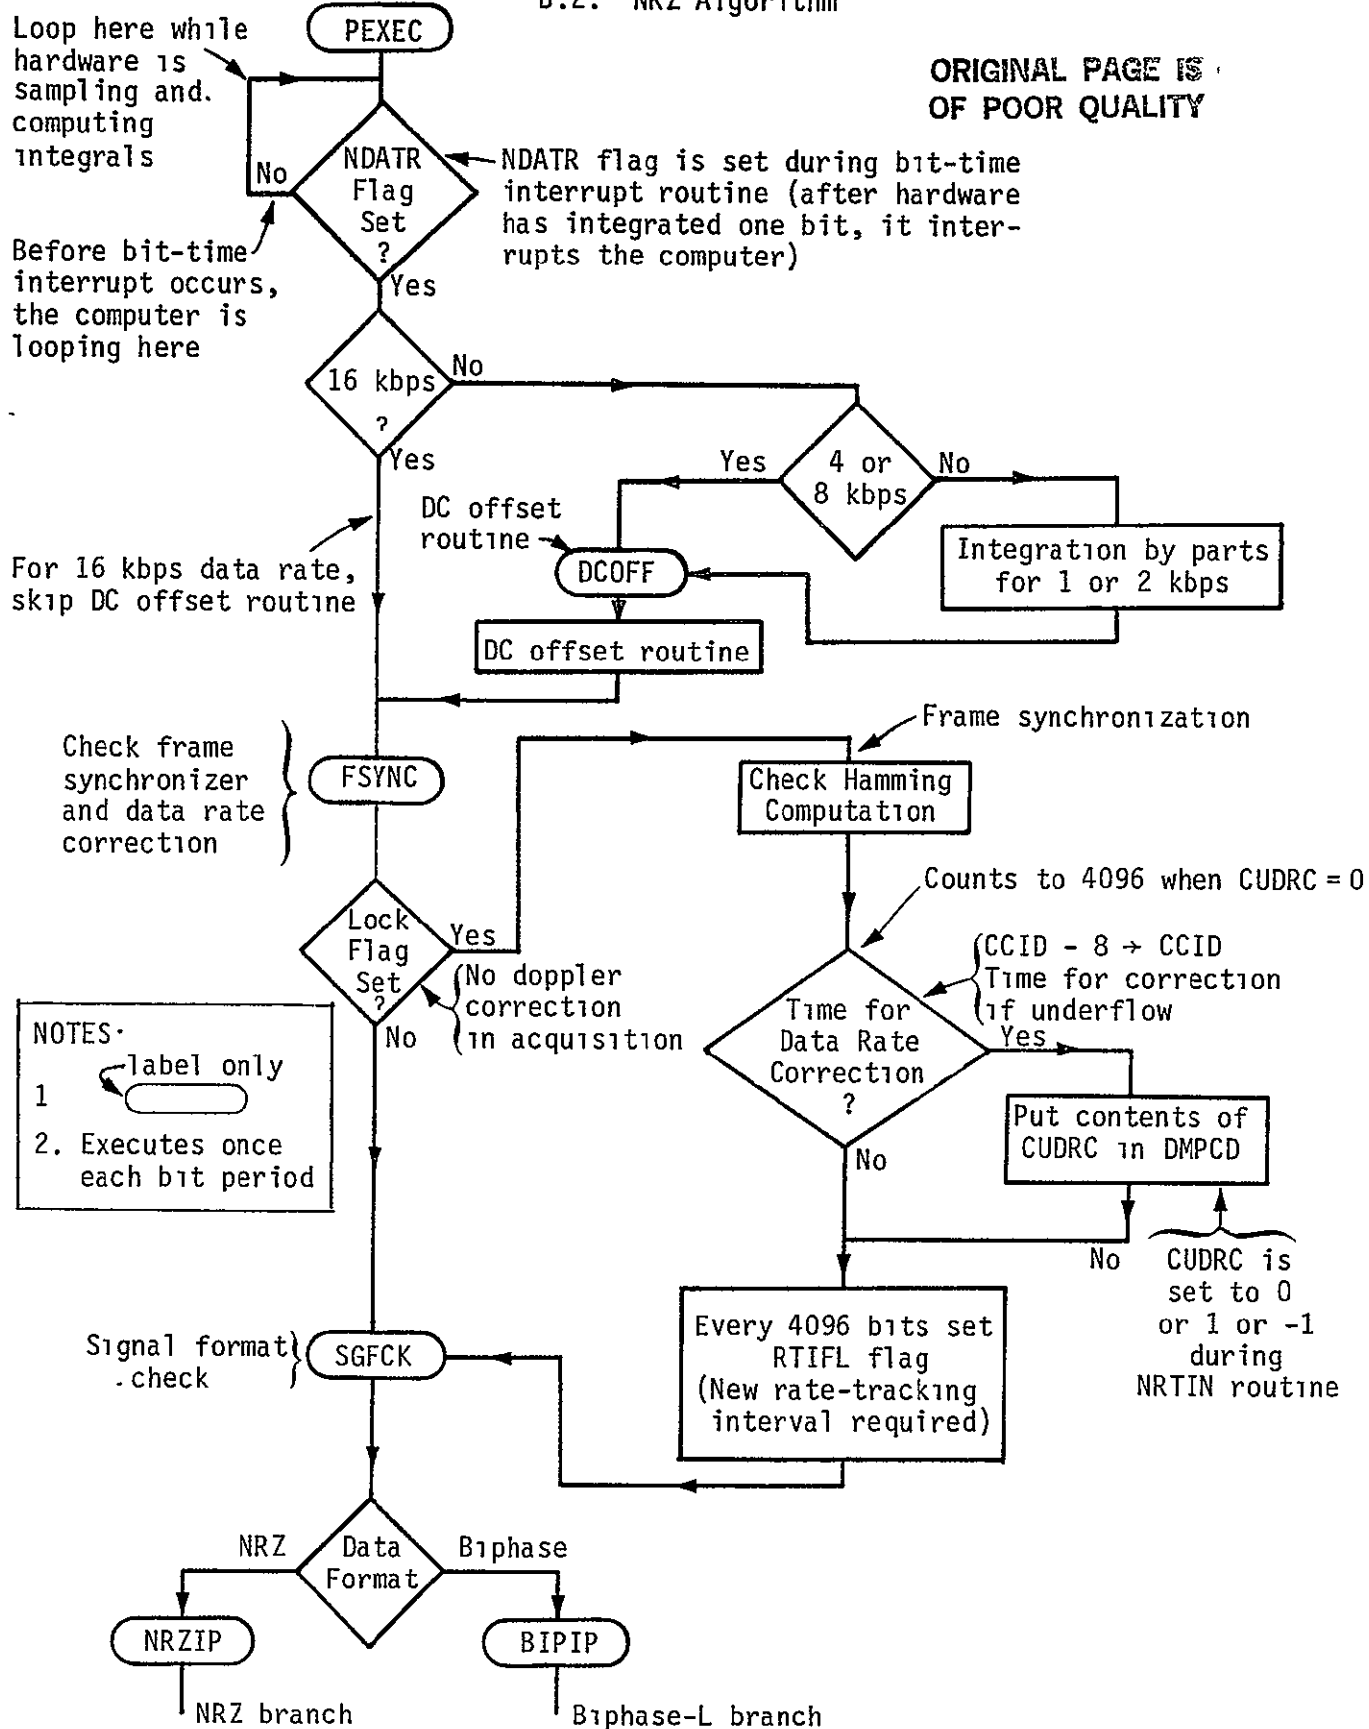 B.2. NRZ Algorithm
Loop here while
hardware is
sampling and.
computing
integrals
PEXEC
ORIGINAL PAGE IS
OF POOR QUALITY
NDATR
Flag
Set
?
No
NDATR flag is set during bit-time
interrupt routine (after hardware
has integrated one bit, it inter-
rupts the computer)
Before bit-time
interrupt occurs,
the computer is
looping here
Yes
16 kbps
?
No
Yes
4 or
8 kbps
Yes
No
DC offset
routine
DCOFF
Integration by parts
for 1 or 2 kbps
For 16 kbps data rate,
skip DC offset routine
DC offset routine
Frame synchronization
Check frame
synchronizer
and data rate
correction
FSYNC
Check Hamming
Computation
Counts to 4096 when CUDRC = 0
Lock
Flag
Set
?
Yes
No
No doppler
correction
in acquisition
CCID - 8 → CCID
Time for correction
if underflow
Time for
Data Rate
Correction
?
Yes
No
NOTES·
label only
1
2. Executes once
each bit period
Put contents of
CUDRC in DMPCD
No
CUDRC is
set to 0
or 1 or -1
during
NRTIN routine
Every 4096 bits set
RTIFL flag
(New rate-tracking
interval required)
Signal format
.check
SGFCK
Data
Format
NRZ
Biphase
NRZIP
BIPIP
NRZ branch
Biphase-L branch